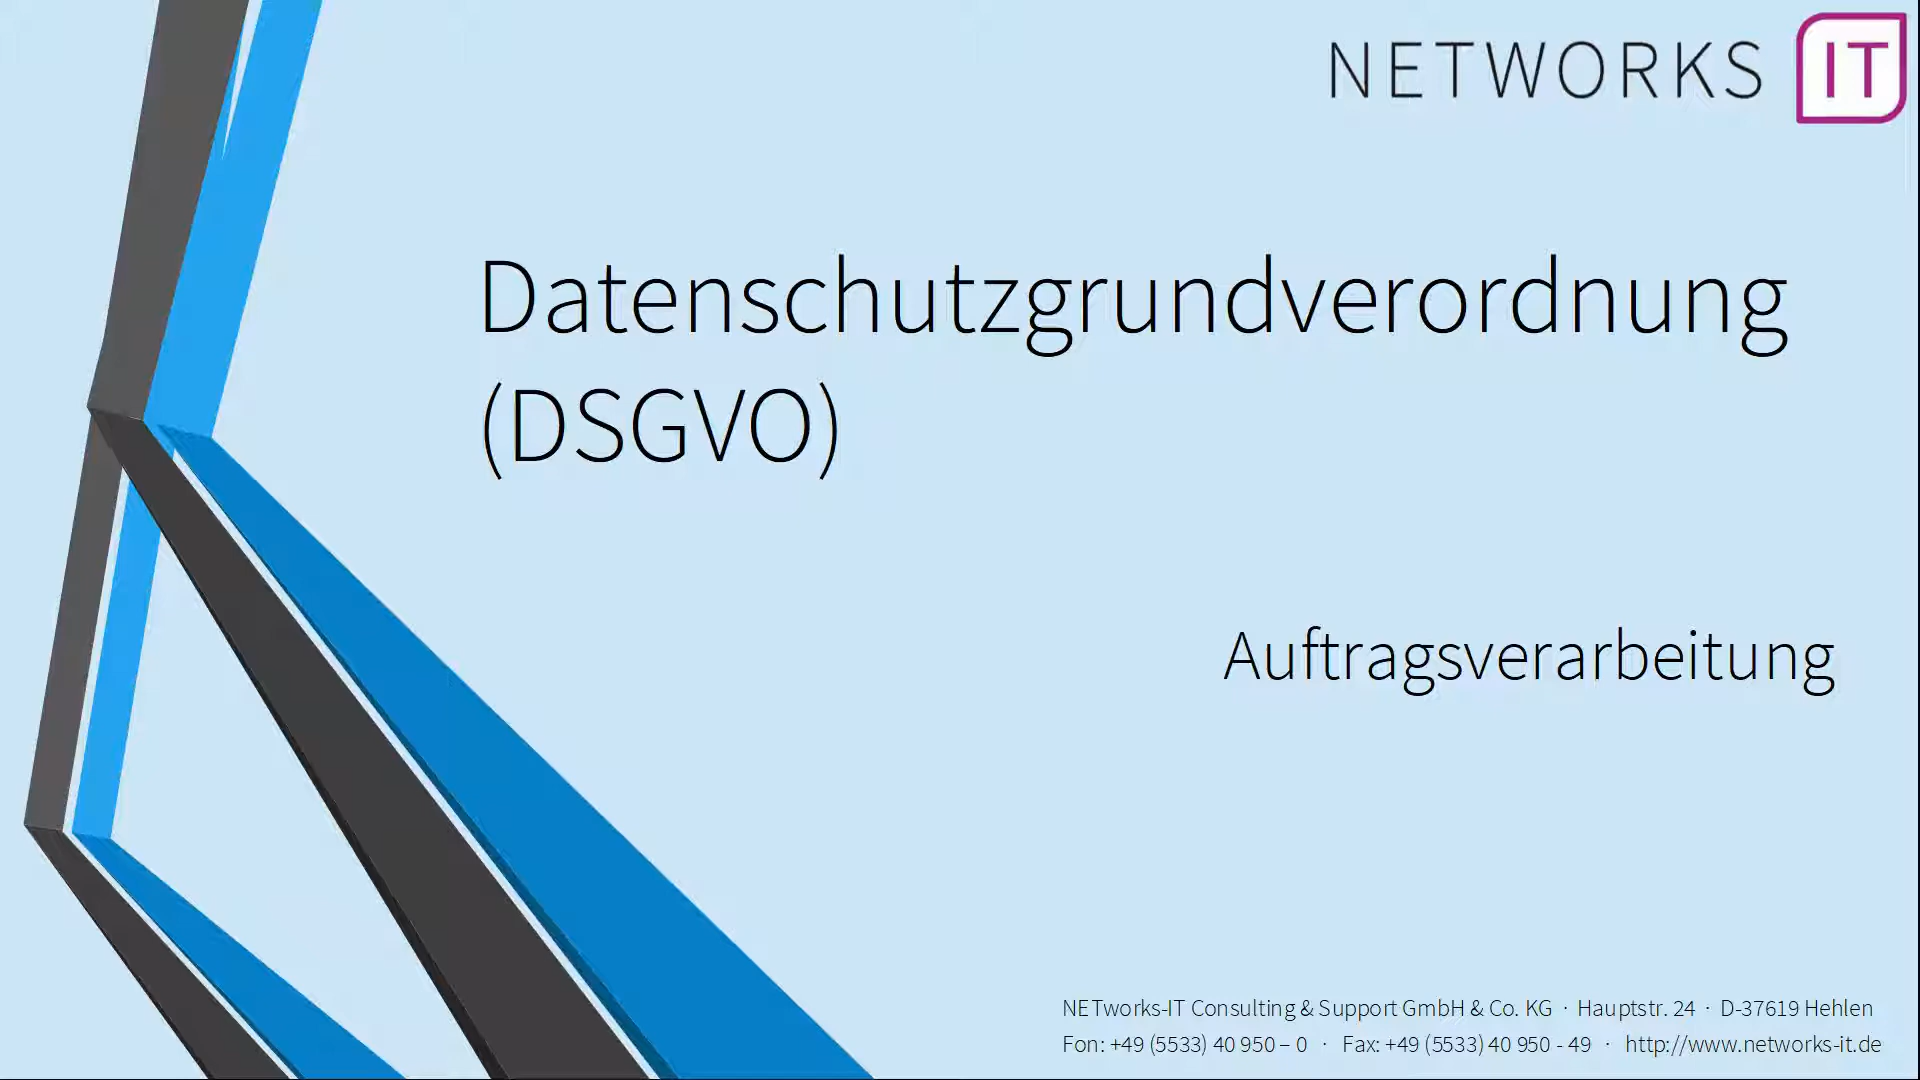 NETWORKS IT
Datenschutzgrundverordnung
(DSGVO)
Auftragsverarbeitung
NETworks-IT Consulting & Support GmbH & Co. KG · Hauptstr. 24 · D-37619 Hehlen
Fon: +49 (5533) 40 950 – 0 · Fax: +49 (5533) 40 950 - 49 · http://www.networks-it.de